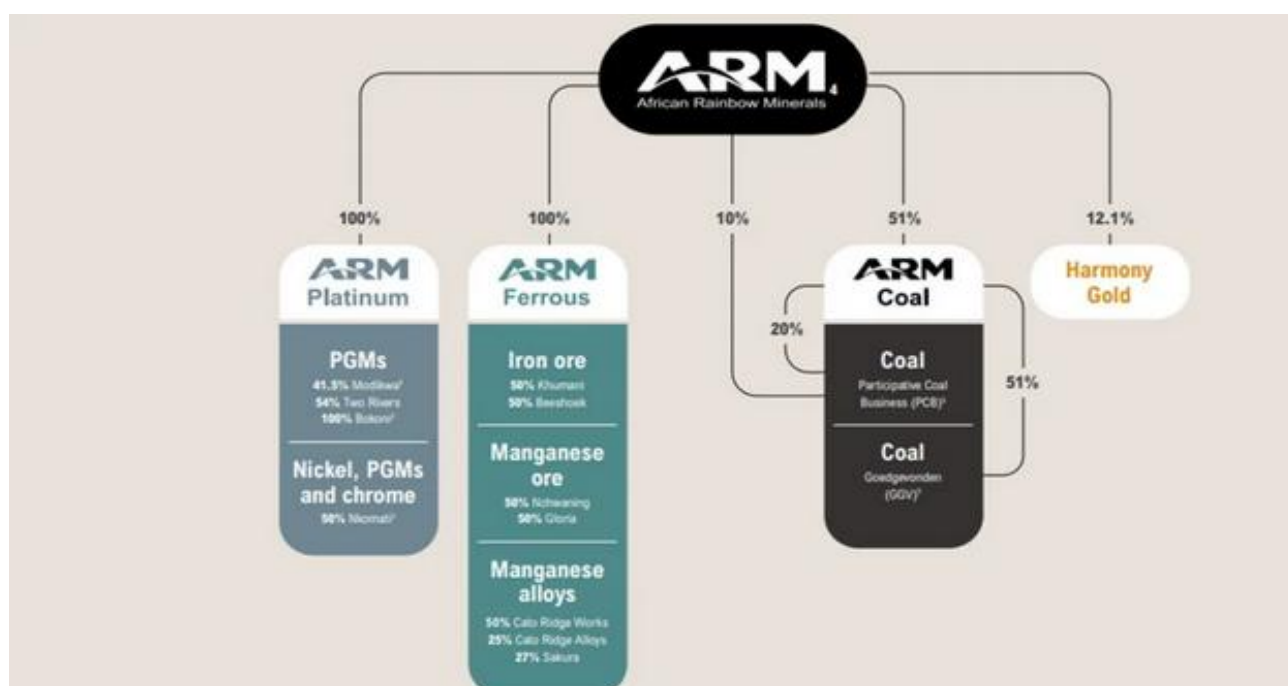 ARM 4
African Rainbow Minerals
100%
100%
10%
51%
12.1%
ARM
Platinum
PGMs
41.5% Modikwa
54% Two Rivers
100% Bokoni
Nickel, PGMs
and chrome
50% Nkomati
ARM
Ferrous
Iron ore
50% Khumani
50% Beeshoek
Manganese
ore
50% Nchwaning
50% Gloria
Manganese
alloys
50% Cato Ridge Works
25% Cato Ridge Alloys
27% Sakura
ARM
Coal
20%
51%
Coal
Participative Coal
Business (PCB)
Coal
Goedgevonden
(GGV)
Harmony
Gold